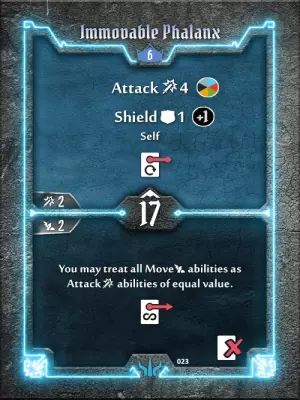 Immovable Phalanx
6
Attack 4
Shield 1 +1
Self
2
17
2
You may treat all Move abilities as
Attack abilities of equal value.
S
023